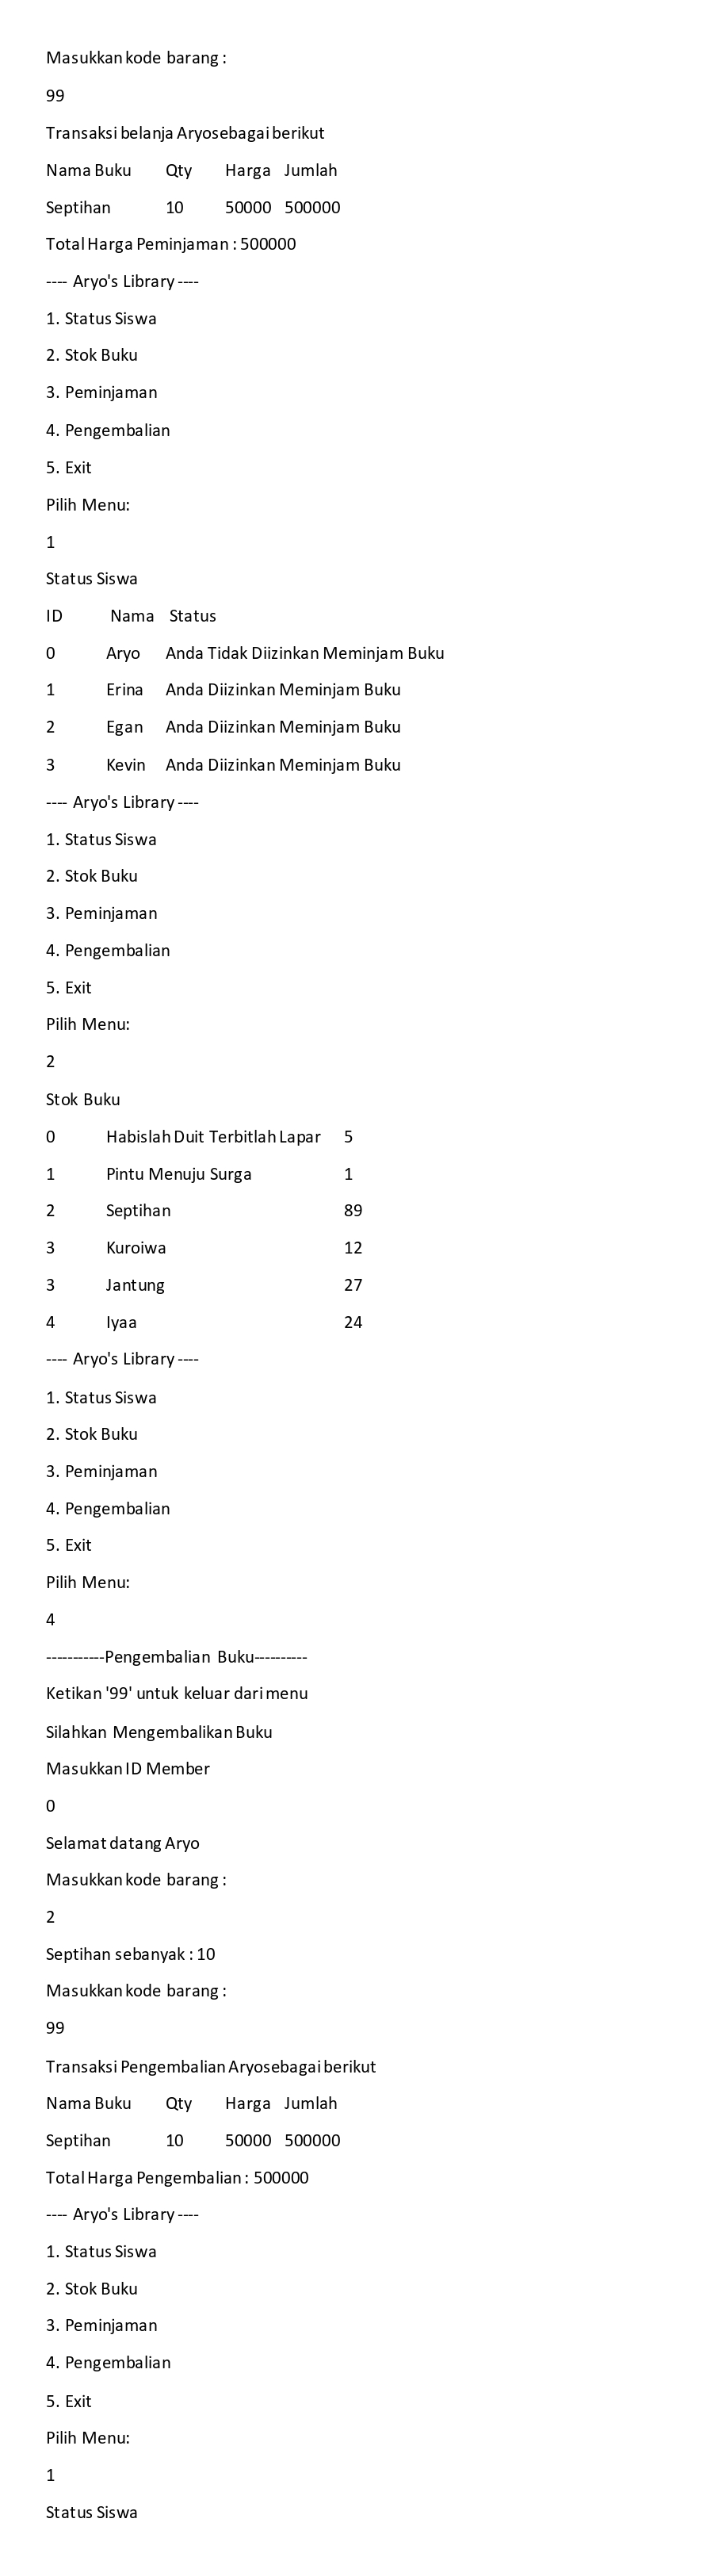 Masukkan kode barang :
99
Transaksi belanja Aryosebagai berikut
Nama Buku Qty Harga Jumlah
Septihan 10 50000 500000
Total Harga Peminjaman : 500000
---- Aryo's Library ----
1. Status Siswa
2. Stok Buku
3. Peminjaman
4. Pengembalian
5. Exit
Pilih Menu:
1
Status Siswa
ID Nama Status
0 Aryo Anda Tidak Diizinkan Meminjam Buku
1 Erina Anda Diizinkan Meminjam Buku
2 Egan Anda Diizinkan Meminjam Buku
3 Kevin Anda Diizinkan Meminjam Buku
---- Aryo's Library ----
1. Status Siswa
2. Stok Buku
3. Peminjaman
4. Pengembalian
5. Exit
Pilih Menu:
2
Stok Buku
0 Habislah Duit Terbitlah Lapar 5
1 Pintu Menuju Surga 1
2 Septihan 89
3 Kuroiwa 12
3 Jantung 27
4 Iyaa 24
---- Aryo's Library ----
1. Status Siswa
2. Stok Buku
3. Peminjaman
4. Pengembalian
5. Exit
Pilih Menu:
4
-----------Pengembalian Buku----------
Ketikan '99' untuk keluar dari menu
Silahkan Mengembalikan Buku
Masukkan ID Member
0
Selamat datang Aryo
Masukkan kode barang :
2
Septihan sebanyak : 10
Masukkan kode barang :
99
Transaksi Pengembalian Aryosebagai berikut
Nama Buku Qty Harga Jumlah
Septihan 10 50000 500000
Total Harga Pengembalian : 500000
---- Aryo's Library ----
1. Status Siswa
2. Stok Buku
3. Peminjaman
4. Pengembalian
5. Exit
Pilih Menu:
1
Status Siswa